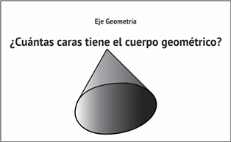 Eje Geometría
¿Cuántas caras tiene el cuerpo geométrico?